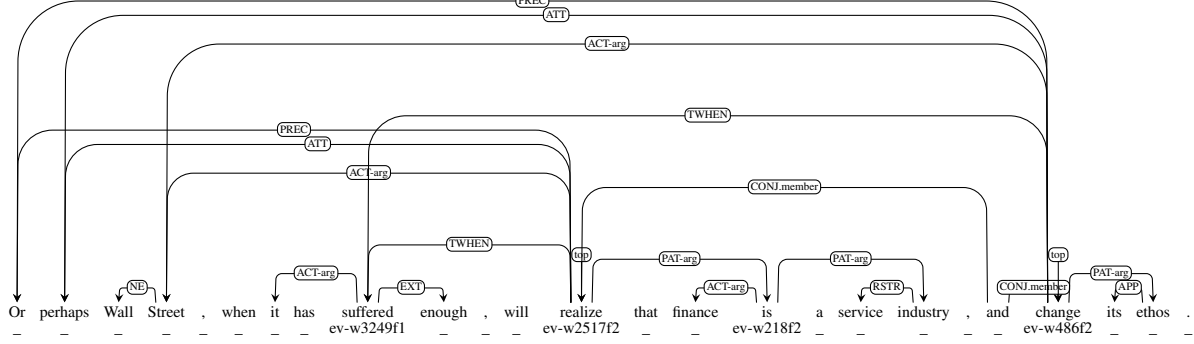 PREC
ATT
ACT-arg
TWHEN
PREC
ATT
ACT-arg
CONJ.member
TWHEN
top
PAT-arg
PAT-arg
top
ACT-arg
PAT-arg
NE
EXT
ACT-arg
RSTR
CONJ.member
APP
Or perhaps Wall Street , when it has suffered enough , will realize that finance is a service industry , and change its ethos .
_ _ _ _ _ _ _ _ ev-w3249f1 _ _ _ ev-w2517f2 _ _ ev-w218f2 _ _ _ _ _ ev-w486f2 _ _ _